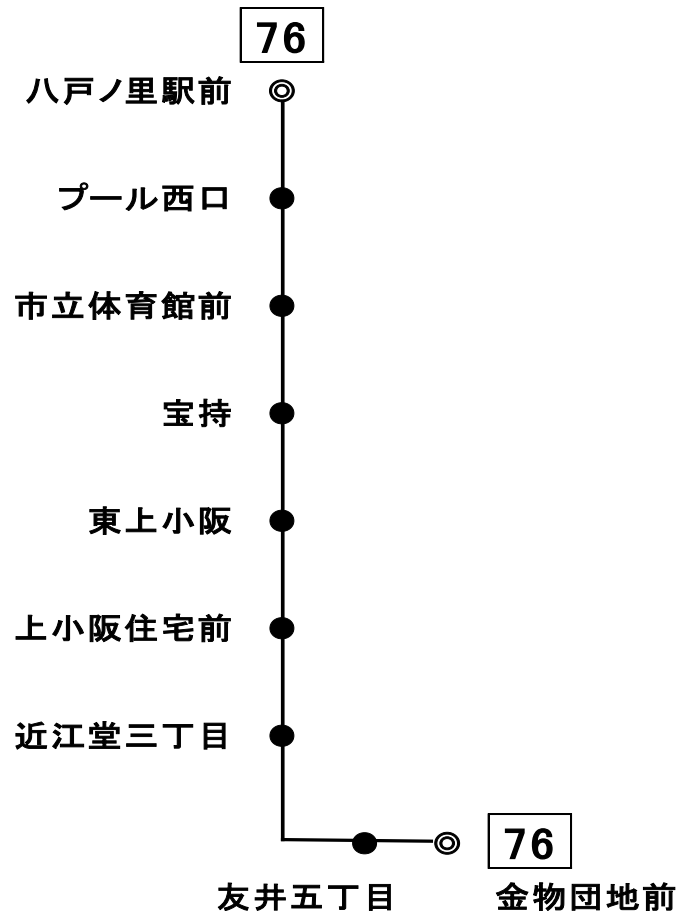 76
八戸ノ里駅前
プール西口
市立体育館前
宝持
東上小阪
上小阪住宅前
近江堂三丁目
76
友井五丁目
金物団地前